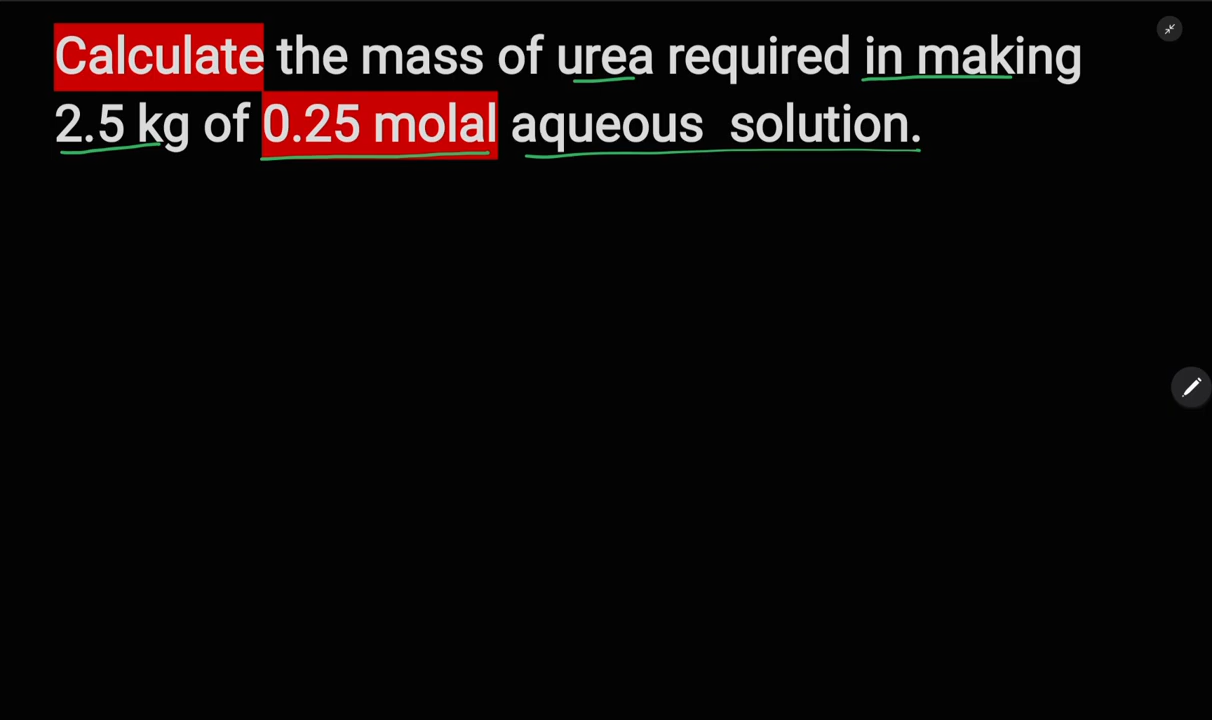 Calculate the mass of urea required in making
2.5 kg of 0.25 molal aqueous solution.